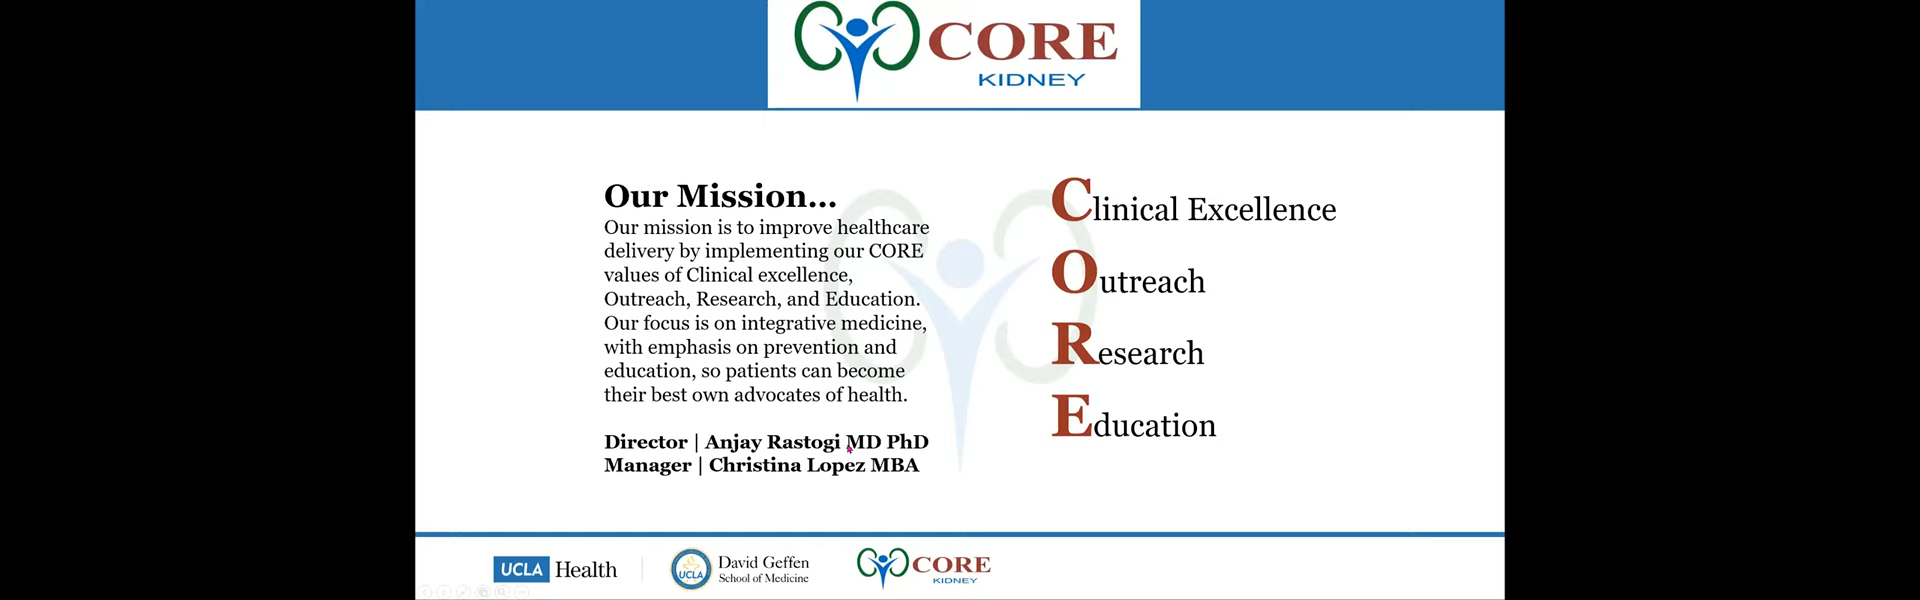 CORE
KIDNEY
Our Mission...
Our mission is to improve healthcare
delivery by implementing our CORE
values of Clinical excellence,
Outreach, Research, and Education.
Our focus is on integrative medicine,
with emphasis on prevention and
education, so patients can become
their best own advocates of health.
Director | Anjay Rastogi MD PhD
Manager | Christina Lopez MBA
Clinical Excellence
Outreach
Research
Education
UCLA Health
UCLA
David Geffen
School of Medicine
CORE
KIDNEY